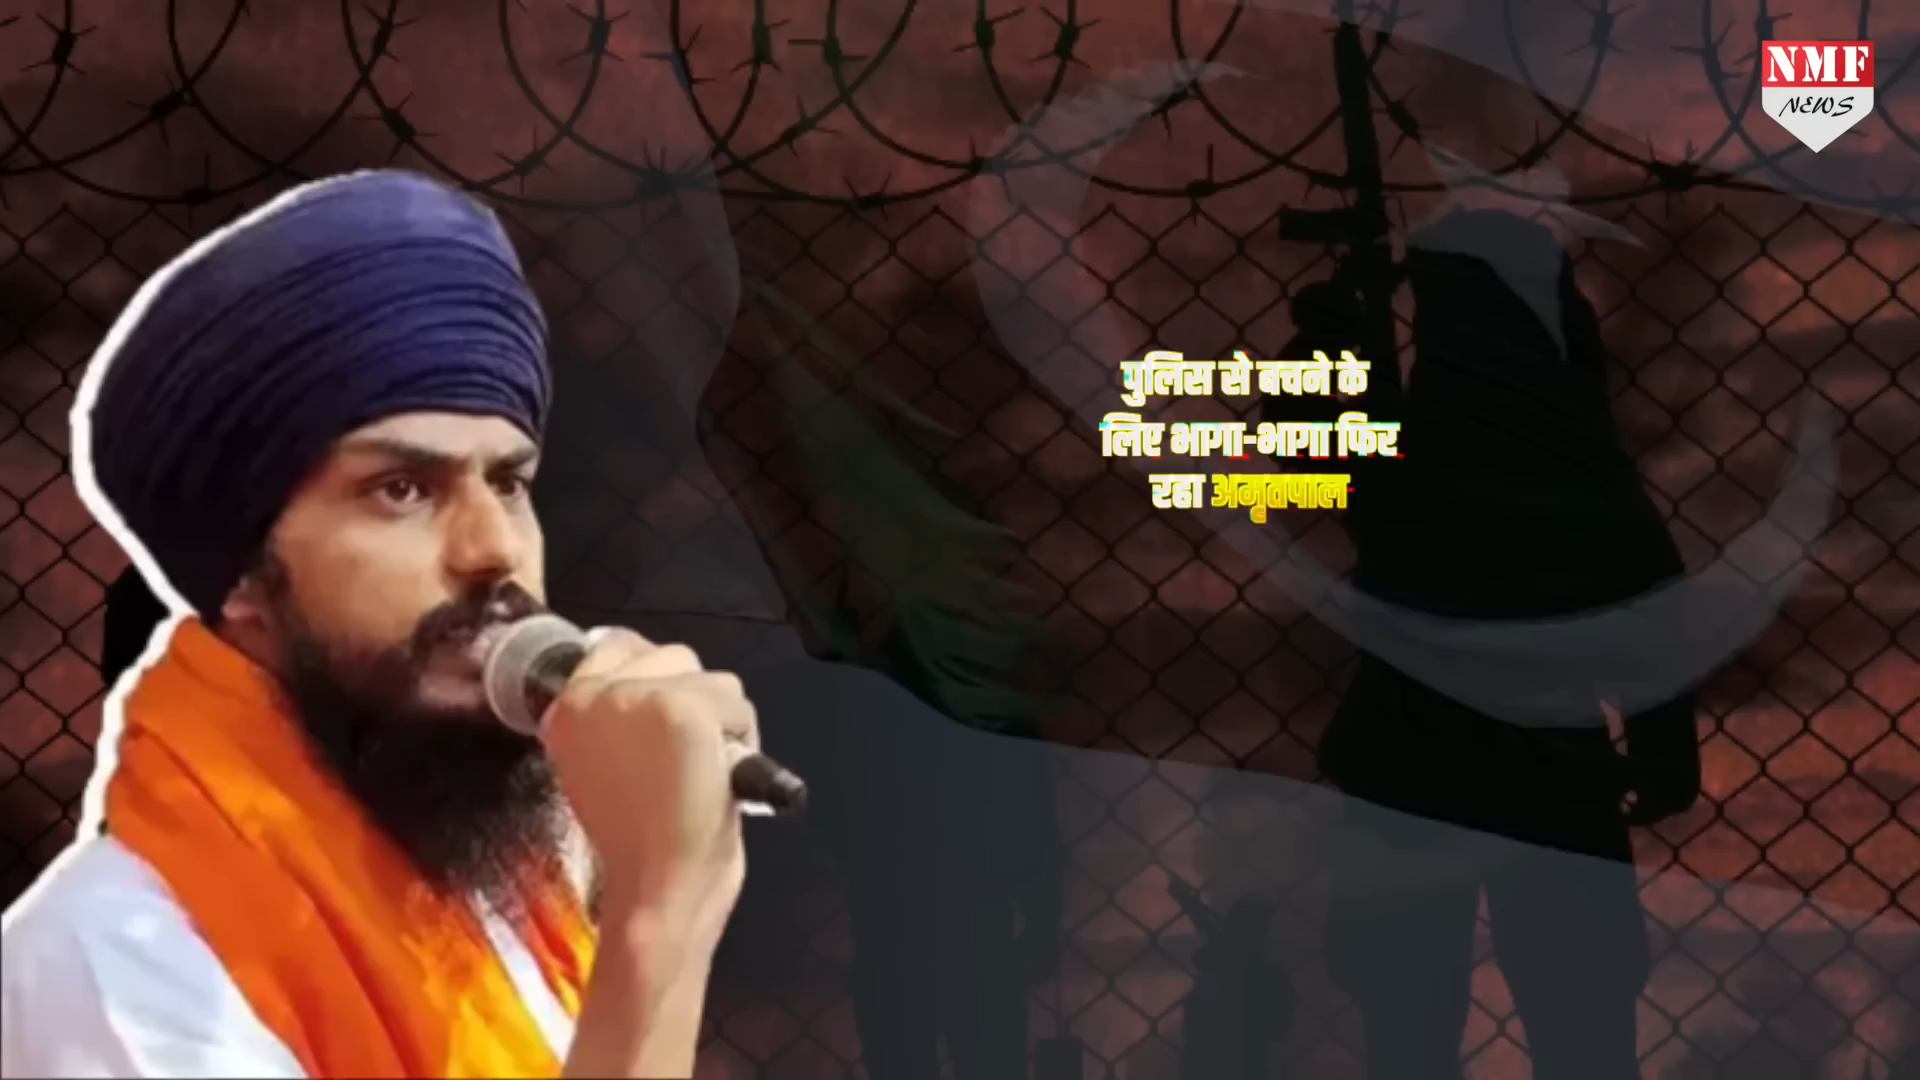 NMF
NEWS
पुलिस से बचने के
लिए भागा-भागा फिर
रहा अमृतपाल